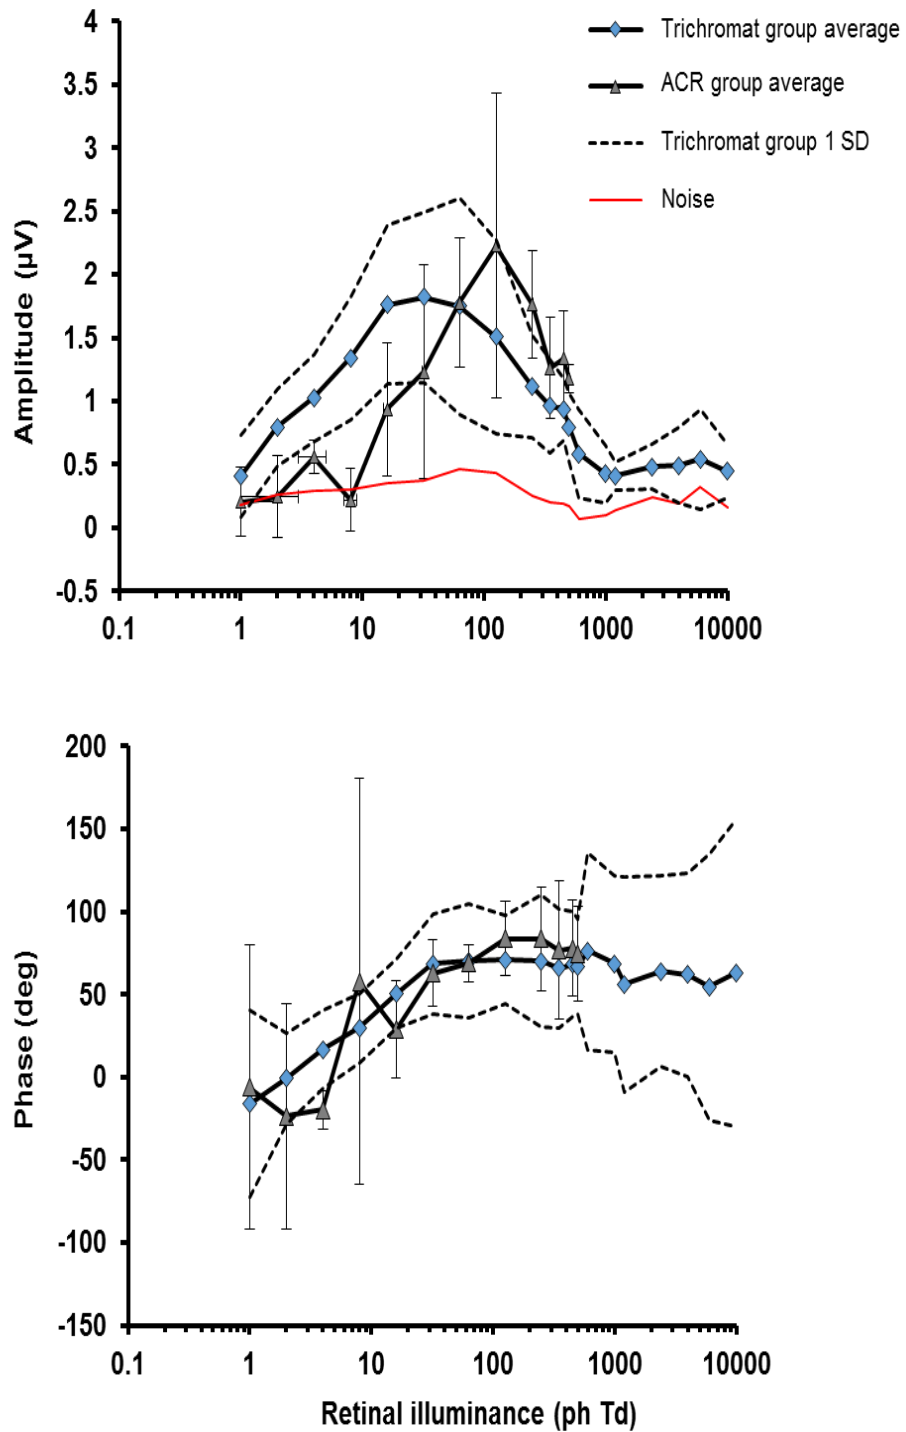 4
3.5
3
2.5
2
1.5
1
0.5
0
-0.5
Amplitude (µV)
0.1 1 10 100 1000 10000
Trichromat group average
ACR group average
Trichromat group 1 SD
Noise
200
150
100
50
0
-50
-100
-150
Phase (deg)
0.1 1 10 100 1000 10000
Retinal illuminance (ph Td)